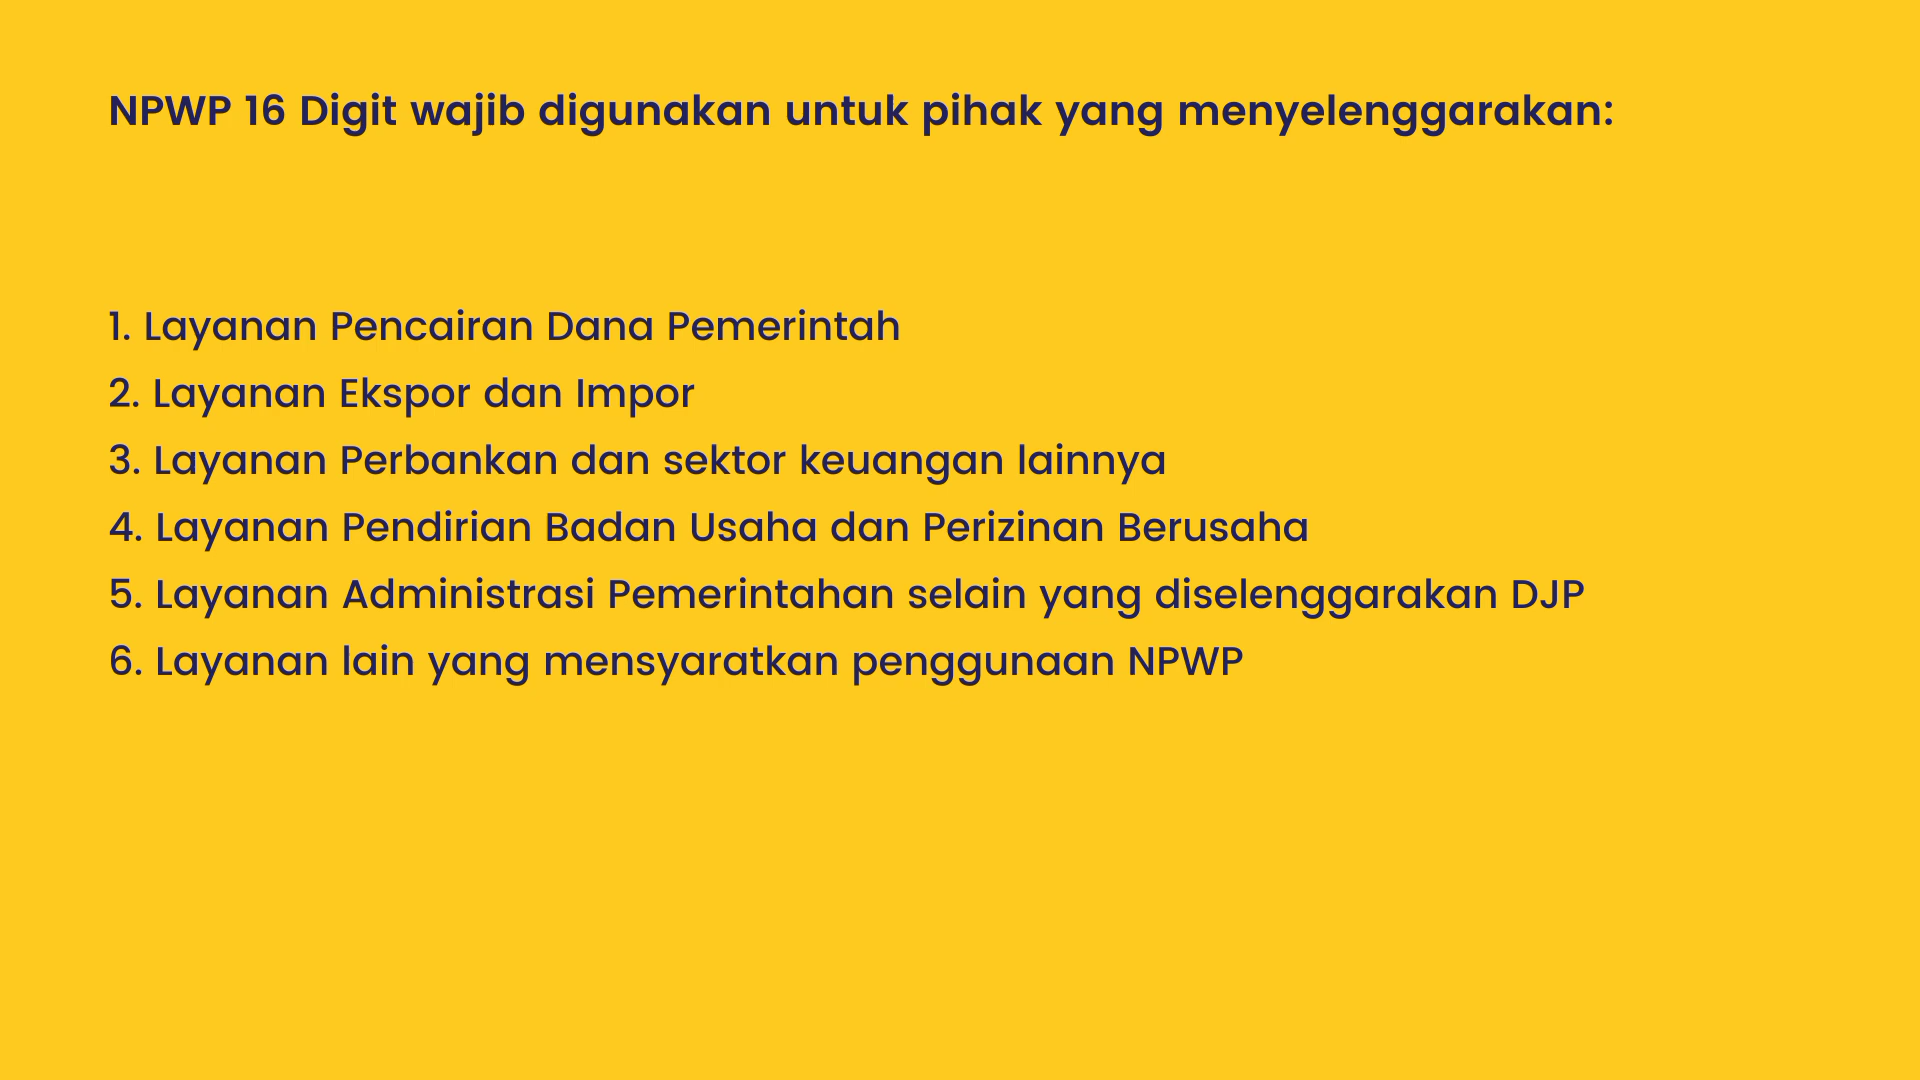 NPWP 16 Digit wajib digunakan untuk pihak yang menyelenggarakan:
1. Layanan Pencairan Dana Pemerintah
2. Layanan Ekspor dan Impor
3. Layanan Perbankan dan sektor keuangan lainnya
4. Layanan Pendirian Badan Usaha dan Perizinan Berusaha
5. Layanan Administrasi Pemerintahan selain yang diselenggarakan DJP
6. Layanan lain yang mensyaratkan penggunaan NPWP